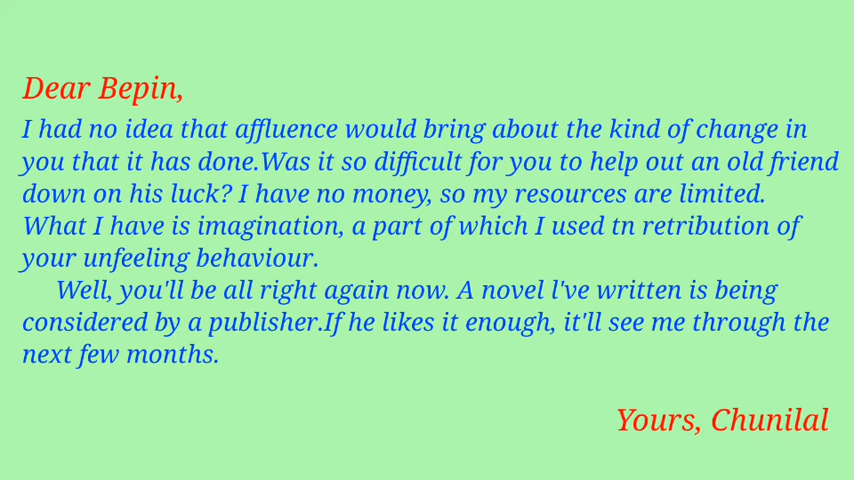 Dear Bepin,
I had no idea that affluence would bring about the kind of change in
you that it has done.Was it so difficult for you to help out an old friend
down on his luck? I have no money, so my resources are limited.
What I have is imagination, a part of which I used tn retribution of
your unfeeling behaviour.
Well, you'll be all right again now. A novel l've written is being
considered by a publisher.If he likes it enough, it'll see me through the
next few months.
Yours, Chunilal